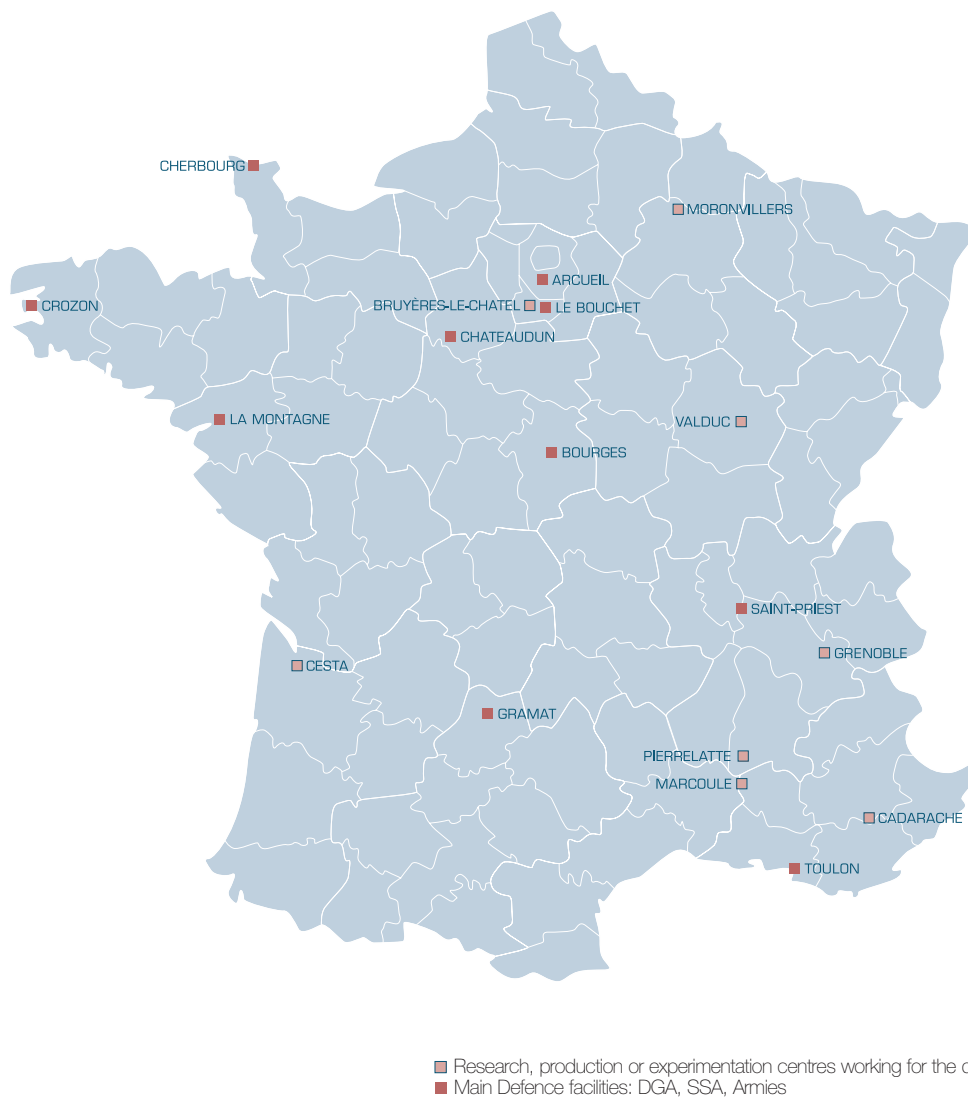 CHERBOURG
MORONVILLERS
ARCUEIL
CROZON
BRUYÈRES-LE-CHATEL
LE BOUCHET
CHATEAUDUN
LA MONTAGNE
VALDUC
BOURGES
SAINT-PRIEST
GRENOBLE
CESTA
GRAMAT
PIERRELATTE
MARCOULE
CADARACHE
TOULON
Research, production or experimentation centres working for the
Main Defence facilities: DGA, SSA, Armies